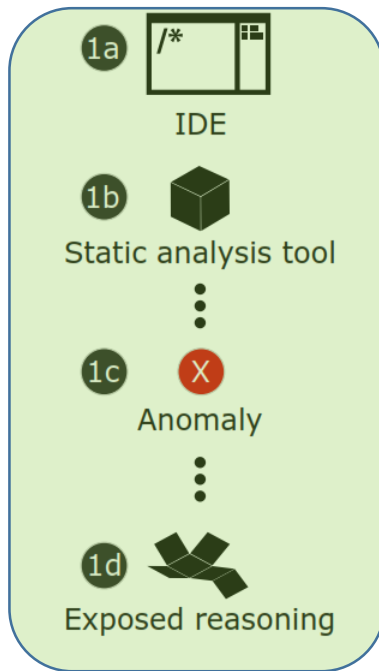 1a
/*
IDE
1b
Static analysis tool
1c
X
Anomaly
1d
Exposed reasoning